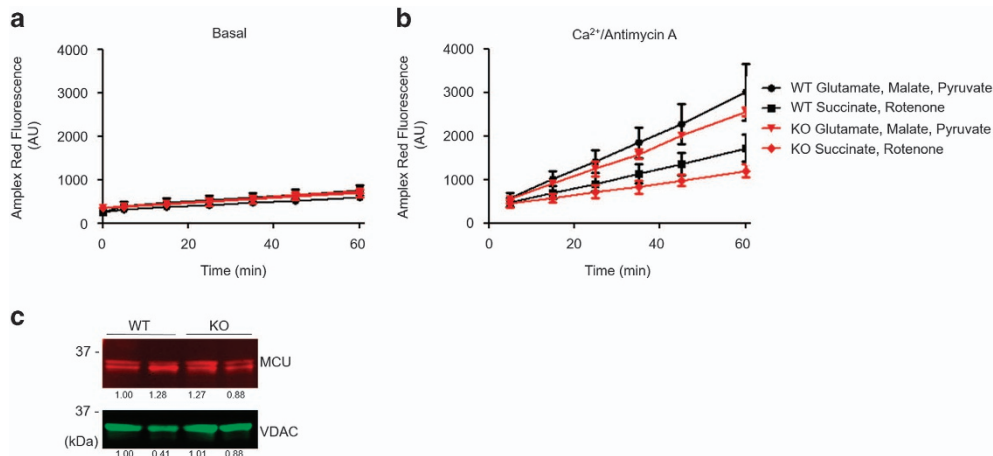 a
Basal
4000
3000
2000
1000
0
Amplex Red Fluorescence
(AU)
0 20 40 60
Time (min)
b
Ca²⁺/Antimycin A
4000
3000
2000
1000
0
Amplex Red Fluorescence
(AU)
0 20 40 60
Time (min)
WT Glutamate, Malate, Pyruvate
WT Succinate, Rotenone
KO Glutamate, Malate, Pyruvate
KO Succinate, Rotenone
c
WT KO
37 -
MCU
1.00 1.28 1.27 0.88
37 -
(kDa)
VDAC
1.00 0.41 1.01 0.88